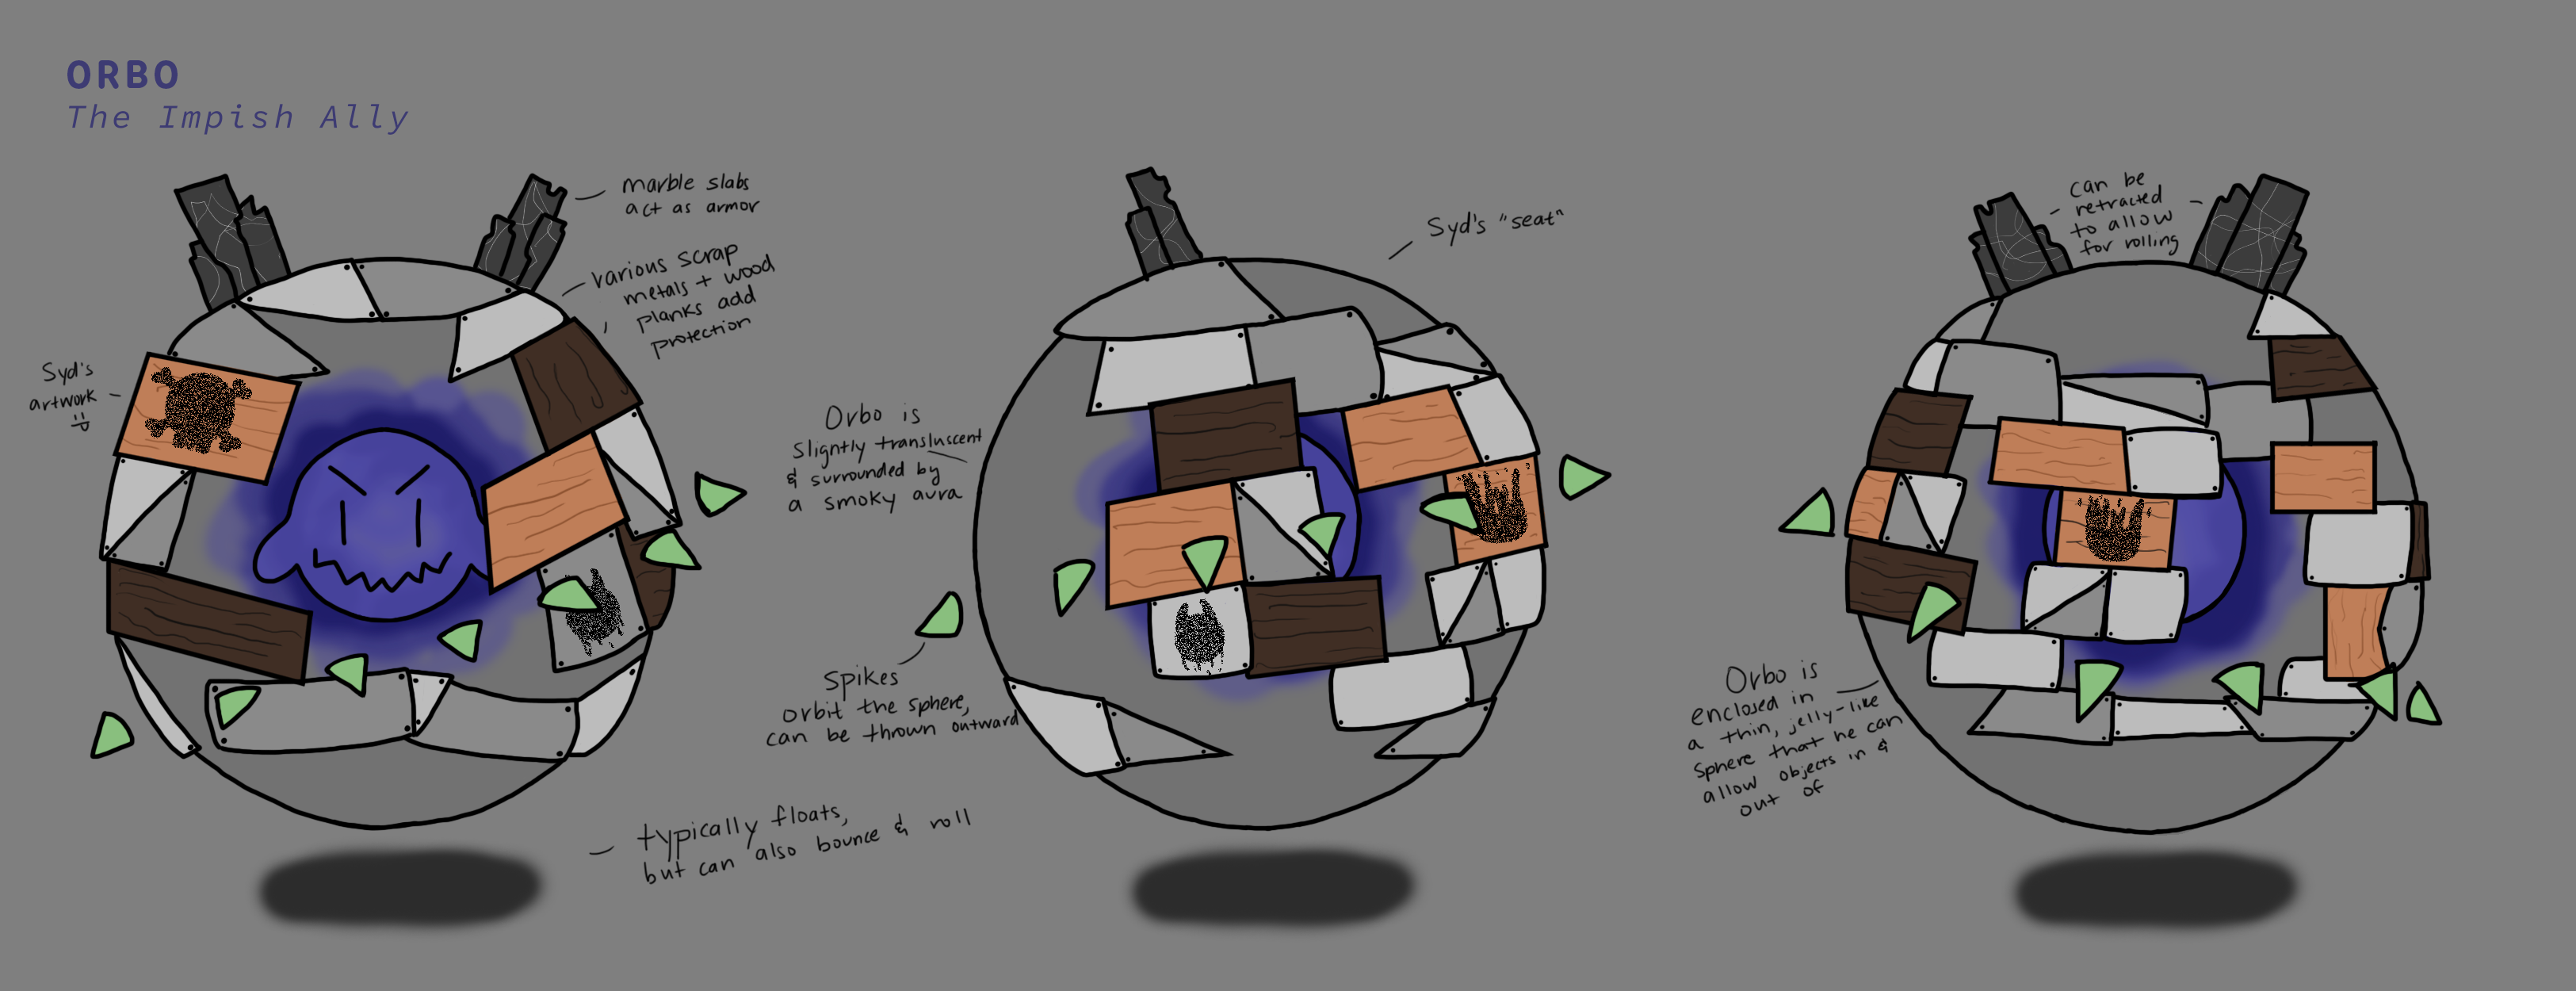 ORBO
The Impish Ally
marble slabs
act as armor
various scrap
metals + wood
planks add
protection
Syd's
artwork
Orbo is
slightly transluscent
& surrounded by
a smoky aura
Spikes
orbit the sphere,
can be thrown outward
typically floats,
but can also bounce & roll
Syd's "seat"
can be
retracted
to allow
for rolling
Orbo is
enclosed in
a thin, jelly-like
sphere that he can
allow objects in &
out of